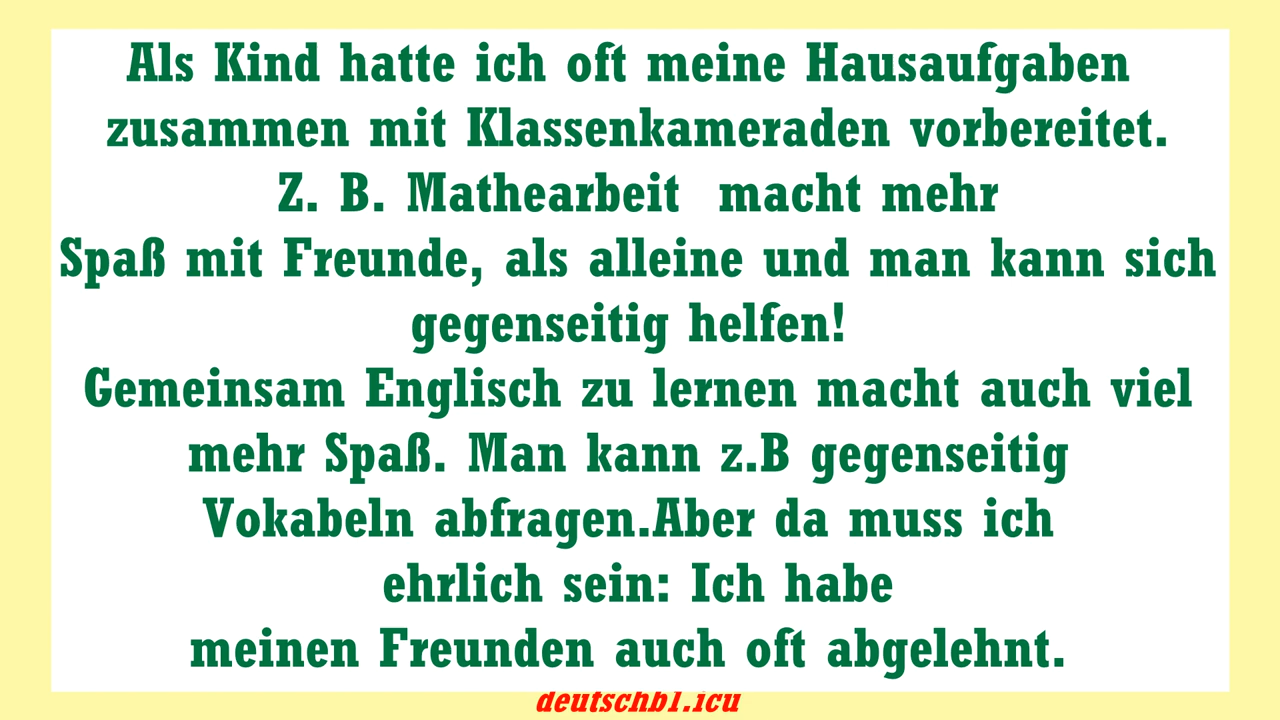 Als Kind hatte ich oft meine Hausaufgaben
zusammen mit Klassenkameraden vorbereitet.
Z. B. Mathearbeit macht mehr
Spaß mit Freunde, als alleine und man kann sich
gegenseitig helfen!
Gemeinsam Englisch zu lernen macht auch viel
mehr Spaß. Man kann z.B gegenseitig
Vokabeln abfragen.Aber da muss ich
ehrlich sein: Ich habe
meinen Freunden auch oft abgelehnt.
deutschb1.icu